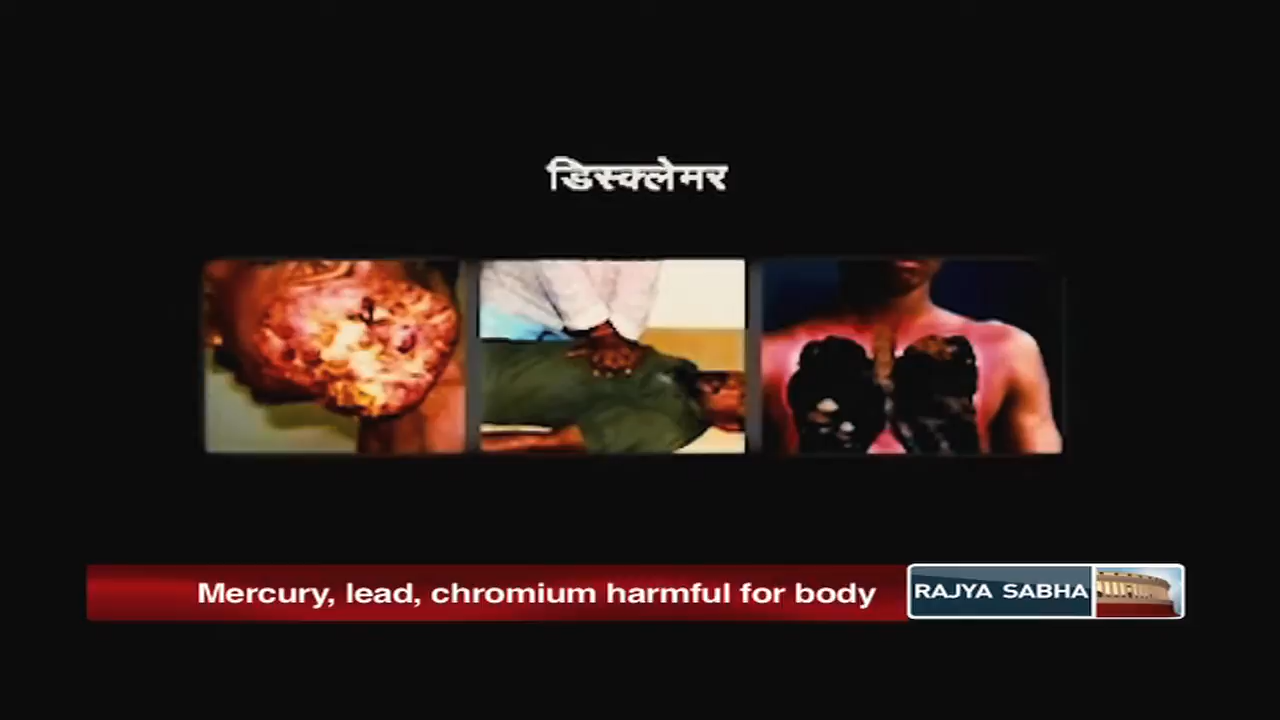 डिस्क्लेमर
Mercury, lead, chromium harmful for body
RAJYA SABHA